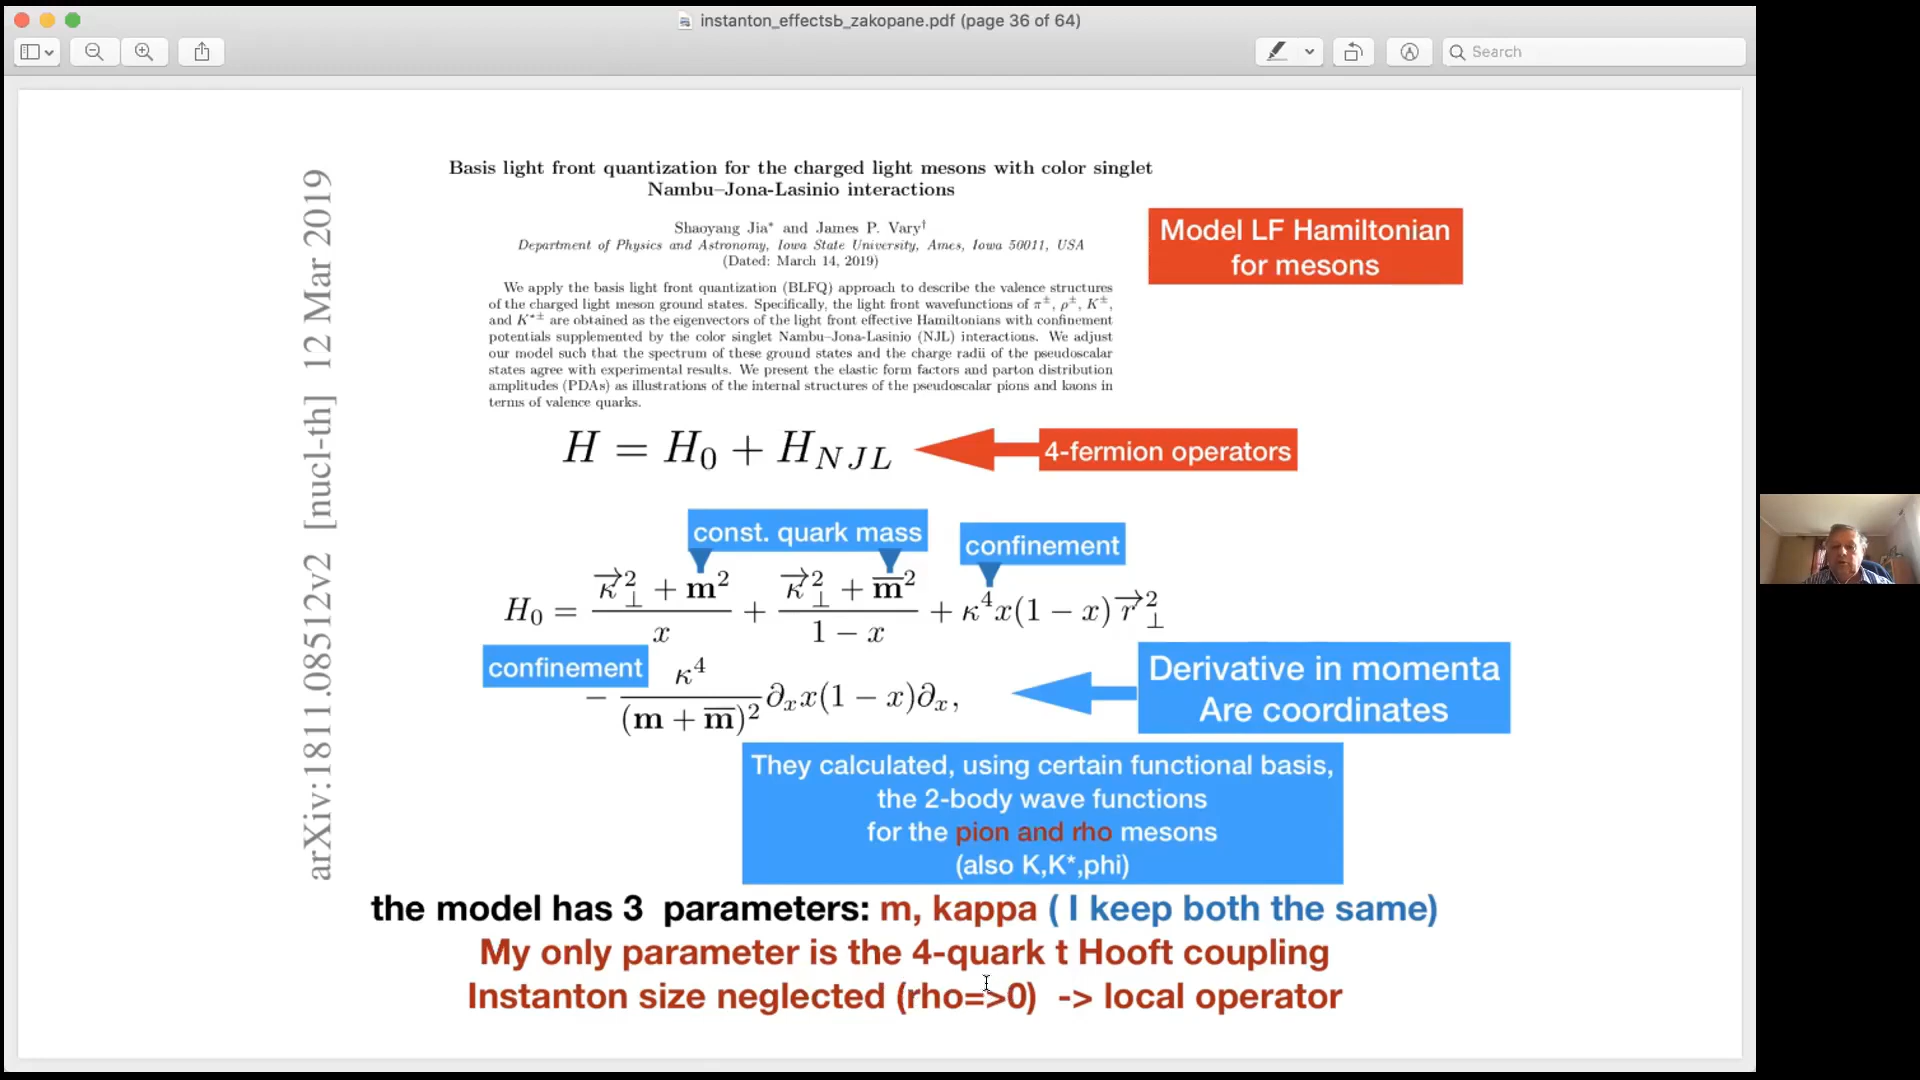 instanton_effectsb_zakopane.pdf (page 36 of 64)
Search
arXiv:1811.08512v2 [nucl-th] 12 Mar 2019
Basis light front quantization for the charged light mesons with color singlet
Nambu–Jona-Lasinio interactions
Shaoyang Jia* and James P. Vary†
Department of Physics and Astronomy, Iowa State University, Ames, Iowa 50011, USA
(Dated: March 14, 2019)
We apply the basis light front quantization (BLFQ) approach to describe the valence structures
of the charged light meson ground states. Specifically, the light front wavefunctions of π±, ρ±, K±,
and K*± are obtained as the eigenvectors of the light front effective Hamiltonians with confinement
potentials supplemented by the color singlet Nambu–Jona-Lasinio (NJL) interactions. We adjust
our model such that the spectrum of these ground states and the charge radii of the pseudoscalar
states agree with experimental results. We present the elastic form factors and parton distribution
amplitudes (PDAs) as illustrations of the internal structures of the pseudoscalar pions and kaons in
terms of valence quarks.
Model LF Hamiltonian
for mesons
H = H₀ + H_NJL
4-fermion operators
const. quark mass
confinement
H₀ = (κ⃗⊥² + m²)/x + (κ⃗⊥² + m̅²)/(1 − x) + κ⁴x(1 − x) r⃗⊥²
confinement
− κ⁴/(m + m̅)² ∂ₓx(1 − x)∂ₓ,
Derivative in momenta
Are coordinates
They calculated, using certain functional basis,
the 2-body wave functions
for the pion and rho mesons
(also K,K*,phi)
the model has 3 parameters: m, kappa ( I keep both the same)
My only parameter is the 4-quark t Hooft coupling
Instanton size neglected (rho=>0) -> local operator